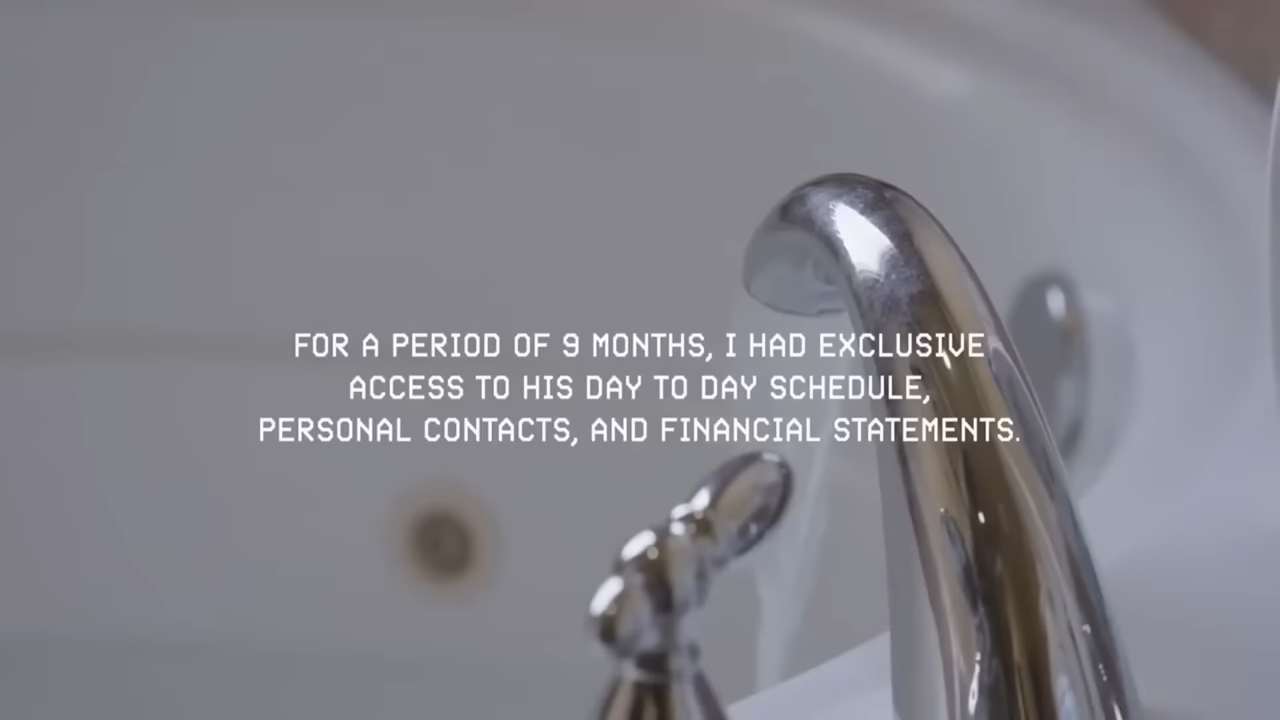 FOR A PERIOD OF 9 MONTHS, I HAD EXCLUSIVE
ACCESS TO HIS DAY TO DAY SCHEDULE,
PERSONAL CONTACTS, AND FINANCIAL STATEMENTS.